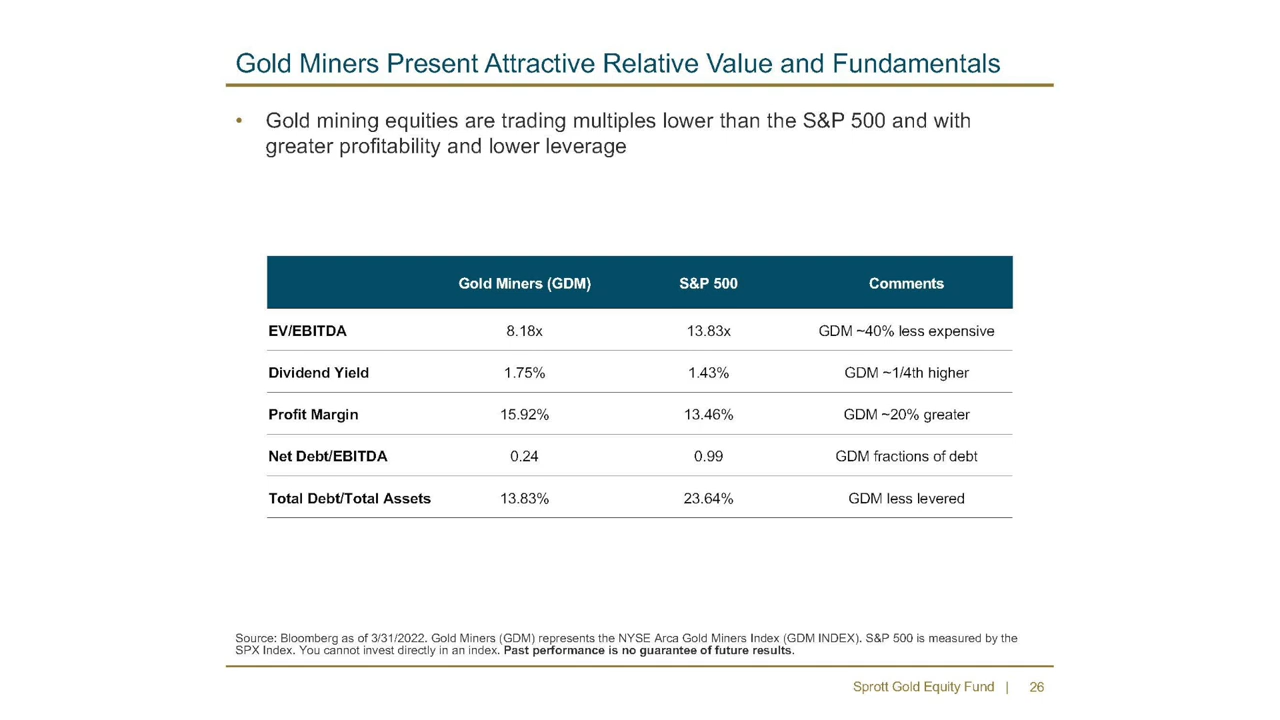 Gold Miners Present Attractive Relative Value and Fundamentals
• Gold mining equities are trading multiples lower than the S&P 500 and with
greater profitability and lower leverage
Gold Miners (GDM) S&P 500 Comments
EV/EBITDA 8.18x 13.83x GDM ~40% less expensive
Dividend Yield 1.75% 1.43% GDM ~1/4th higher
Profit Margin 15.92% 13.46% GDM ~20% greater
Net Debt/EBITDA 0.24 0.99 GDM fractions of debt
Total Debt/Total Assets 13.83% 23.64% GDM less levered
Source: Bloomberg as of 3/31/2022. Gold Miners (GDM) represents the NYSE Arca Gold Miners Index (GDM INDEX). S&P 500 is measured by the
SPX Index. You cannot invest directly in an index. Past performance is no guarantee of future results.
Sprott Gold Equity Fund | 26